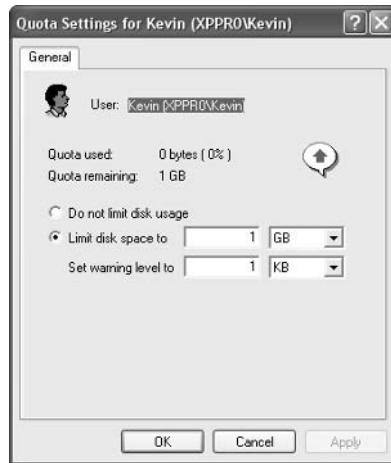 Quota Settings for Kevin (XPPR0\Kevin)
General
User: Kevin (XPPR0\Kevin)
Quota used: 0 bytes ( 0% )
Quota remaining: 1 GB
Do not limit disk usage
Limit disk space to 1 GB
Set warning level to 1 KB
OK Cancel Apply